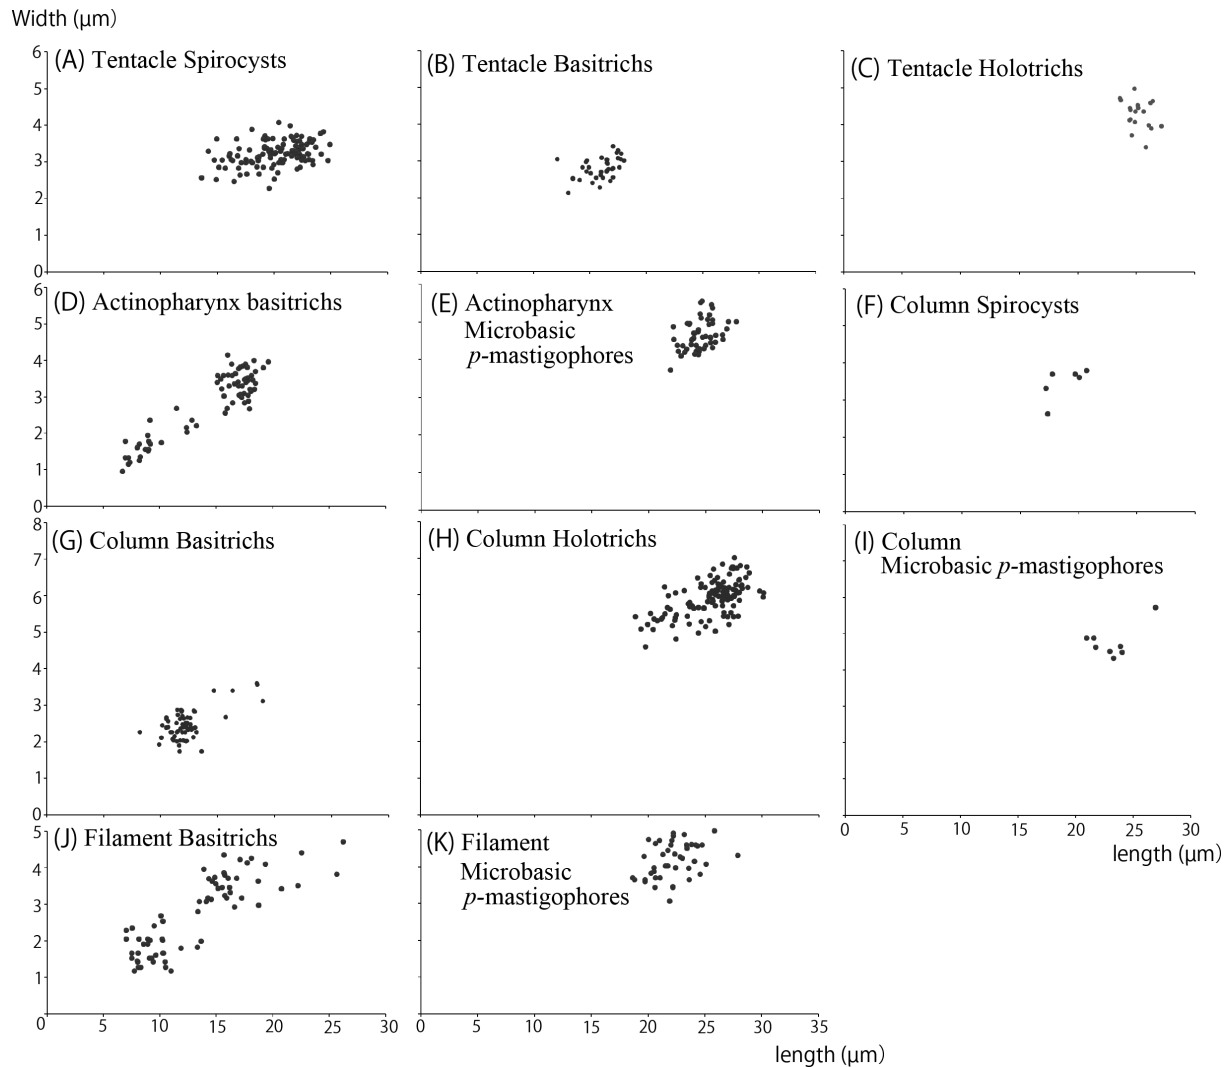 Width (μm)
(A) Tentacle Spirocysts
(B) Tentacle Basitrichs
(C) Tentacle Holotrichs
6
5
4
3
2
1
0
(D) Actinopharynx basitrichs
(E) Actinopharynx
Microbasic
p-mastigophores
(F) Column Spirocysts
6
5
4
3
2
1
0
(G) Column Basitrichs
(H) Column Holotrichs
(I) Column
Microbasic p-mastigophores
8
7
6
5
4
3
2
1
0
0 5 10 15 20 25 30
length (μm)
(J) Filament Basitrichs
(K) Filament
Microbasic
p-mastigophores
5
4
3
2
1
0 5 10 15 20 25 30
0 5 10 15 20 25 30 35
length (μm)